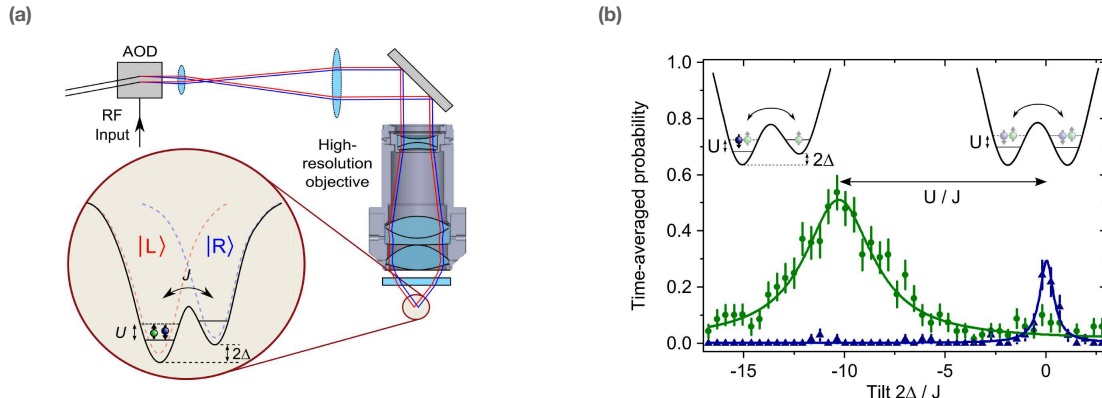 (a)
AOD
RF
Input
High-
resolution
objective
|L⟩
|R⟩
J
U
2Δ
(b)
Time-averaged probability
1.0
0.8
0.6
0.4
0.2
0.0
U
2Δ
U
U / J
-15
-10
-5
0
Tilt 2Δ / J